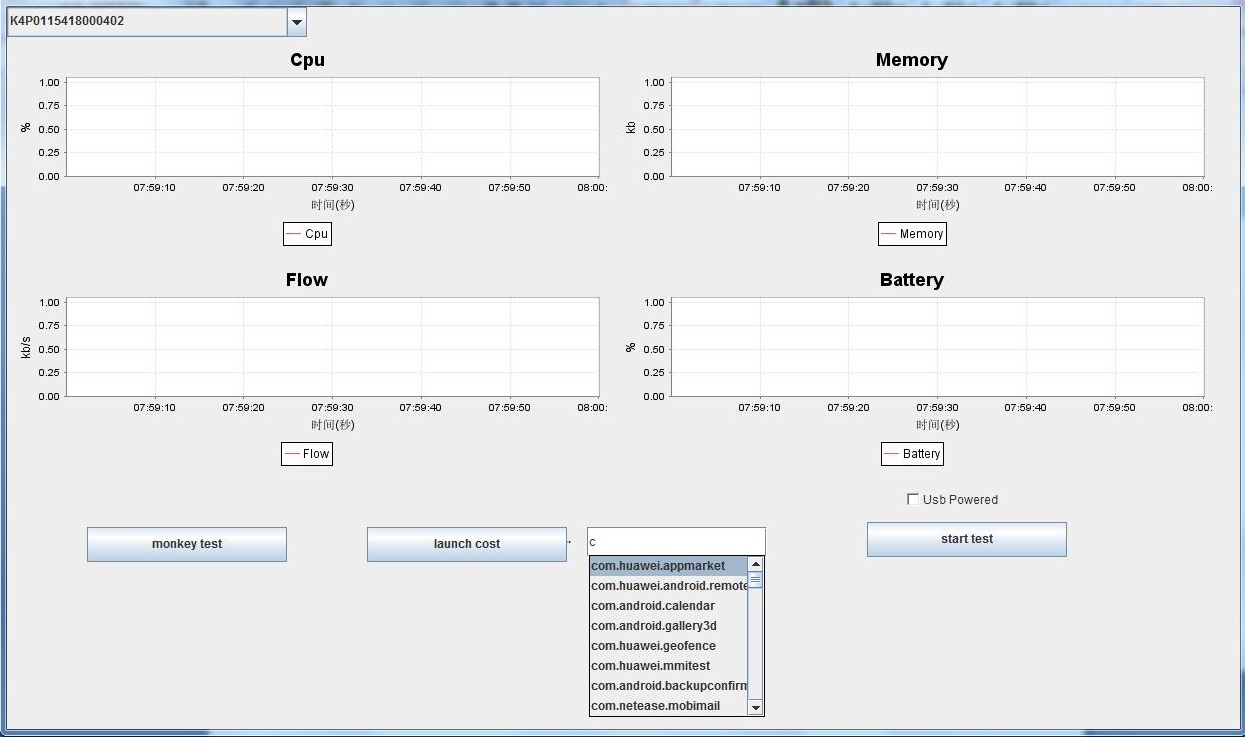 K4P0115418000402
Cpu
1.00
0.75
0.50
0.25
0.00
%
07:59:10 07:59:20 07:59:30 07:59:40 07:59:50 08:00:
时间(秒)
Cpu
Memory
1.00
0.75
0.50
0.25
0.00
kb
07:59:10 07:59:20 07:59:30 07:59:40 07:59:50 08:00:
时间(秒)
Memory
Flow
1.00
0.75
0.50
0.25
0.00
kb/s
07:59:10 07:59:20 07:59:30 07:59:40 07:59:50 08:00:
时间(秒)
Flow
Battery
1.00
0.75
0.50
0.25
0.00
%
07:59:10 07:59:20 07:59:30 07:59:40 07:59:50 08:00:
时间(秒)
Battery
Usb Powered
monkey test
launch cost
c
start test
com.huawei.appmarket
com.huawei.android.remote
com.android.calendar
com.android.gallery3d
com.huawei.geofence
com.huawei.mmitest
com.android.backupconfirm
com.netease.mobimail